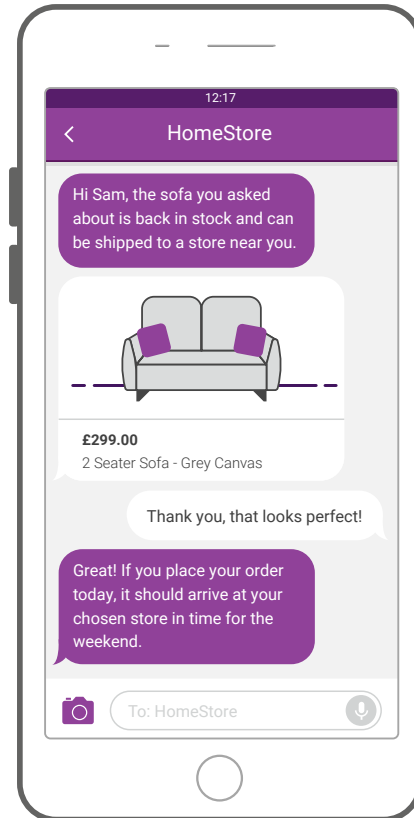 12:17
HomeStore
Hi Sam, the sofa you asked
about is back in stock and can
be shipped to a store near you.
£299.00
2 Seater Sofa - Grey Canvas
Thank you, that looks perfect!
Great! If you place your order
today, it should arrive at your
chosen store in time for the
weekend.
To: HomeStore